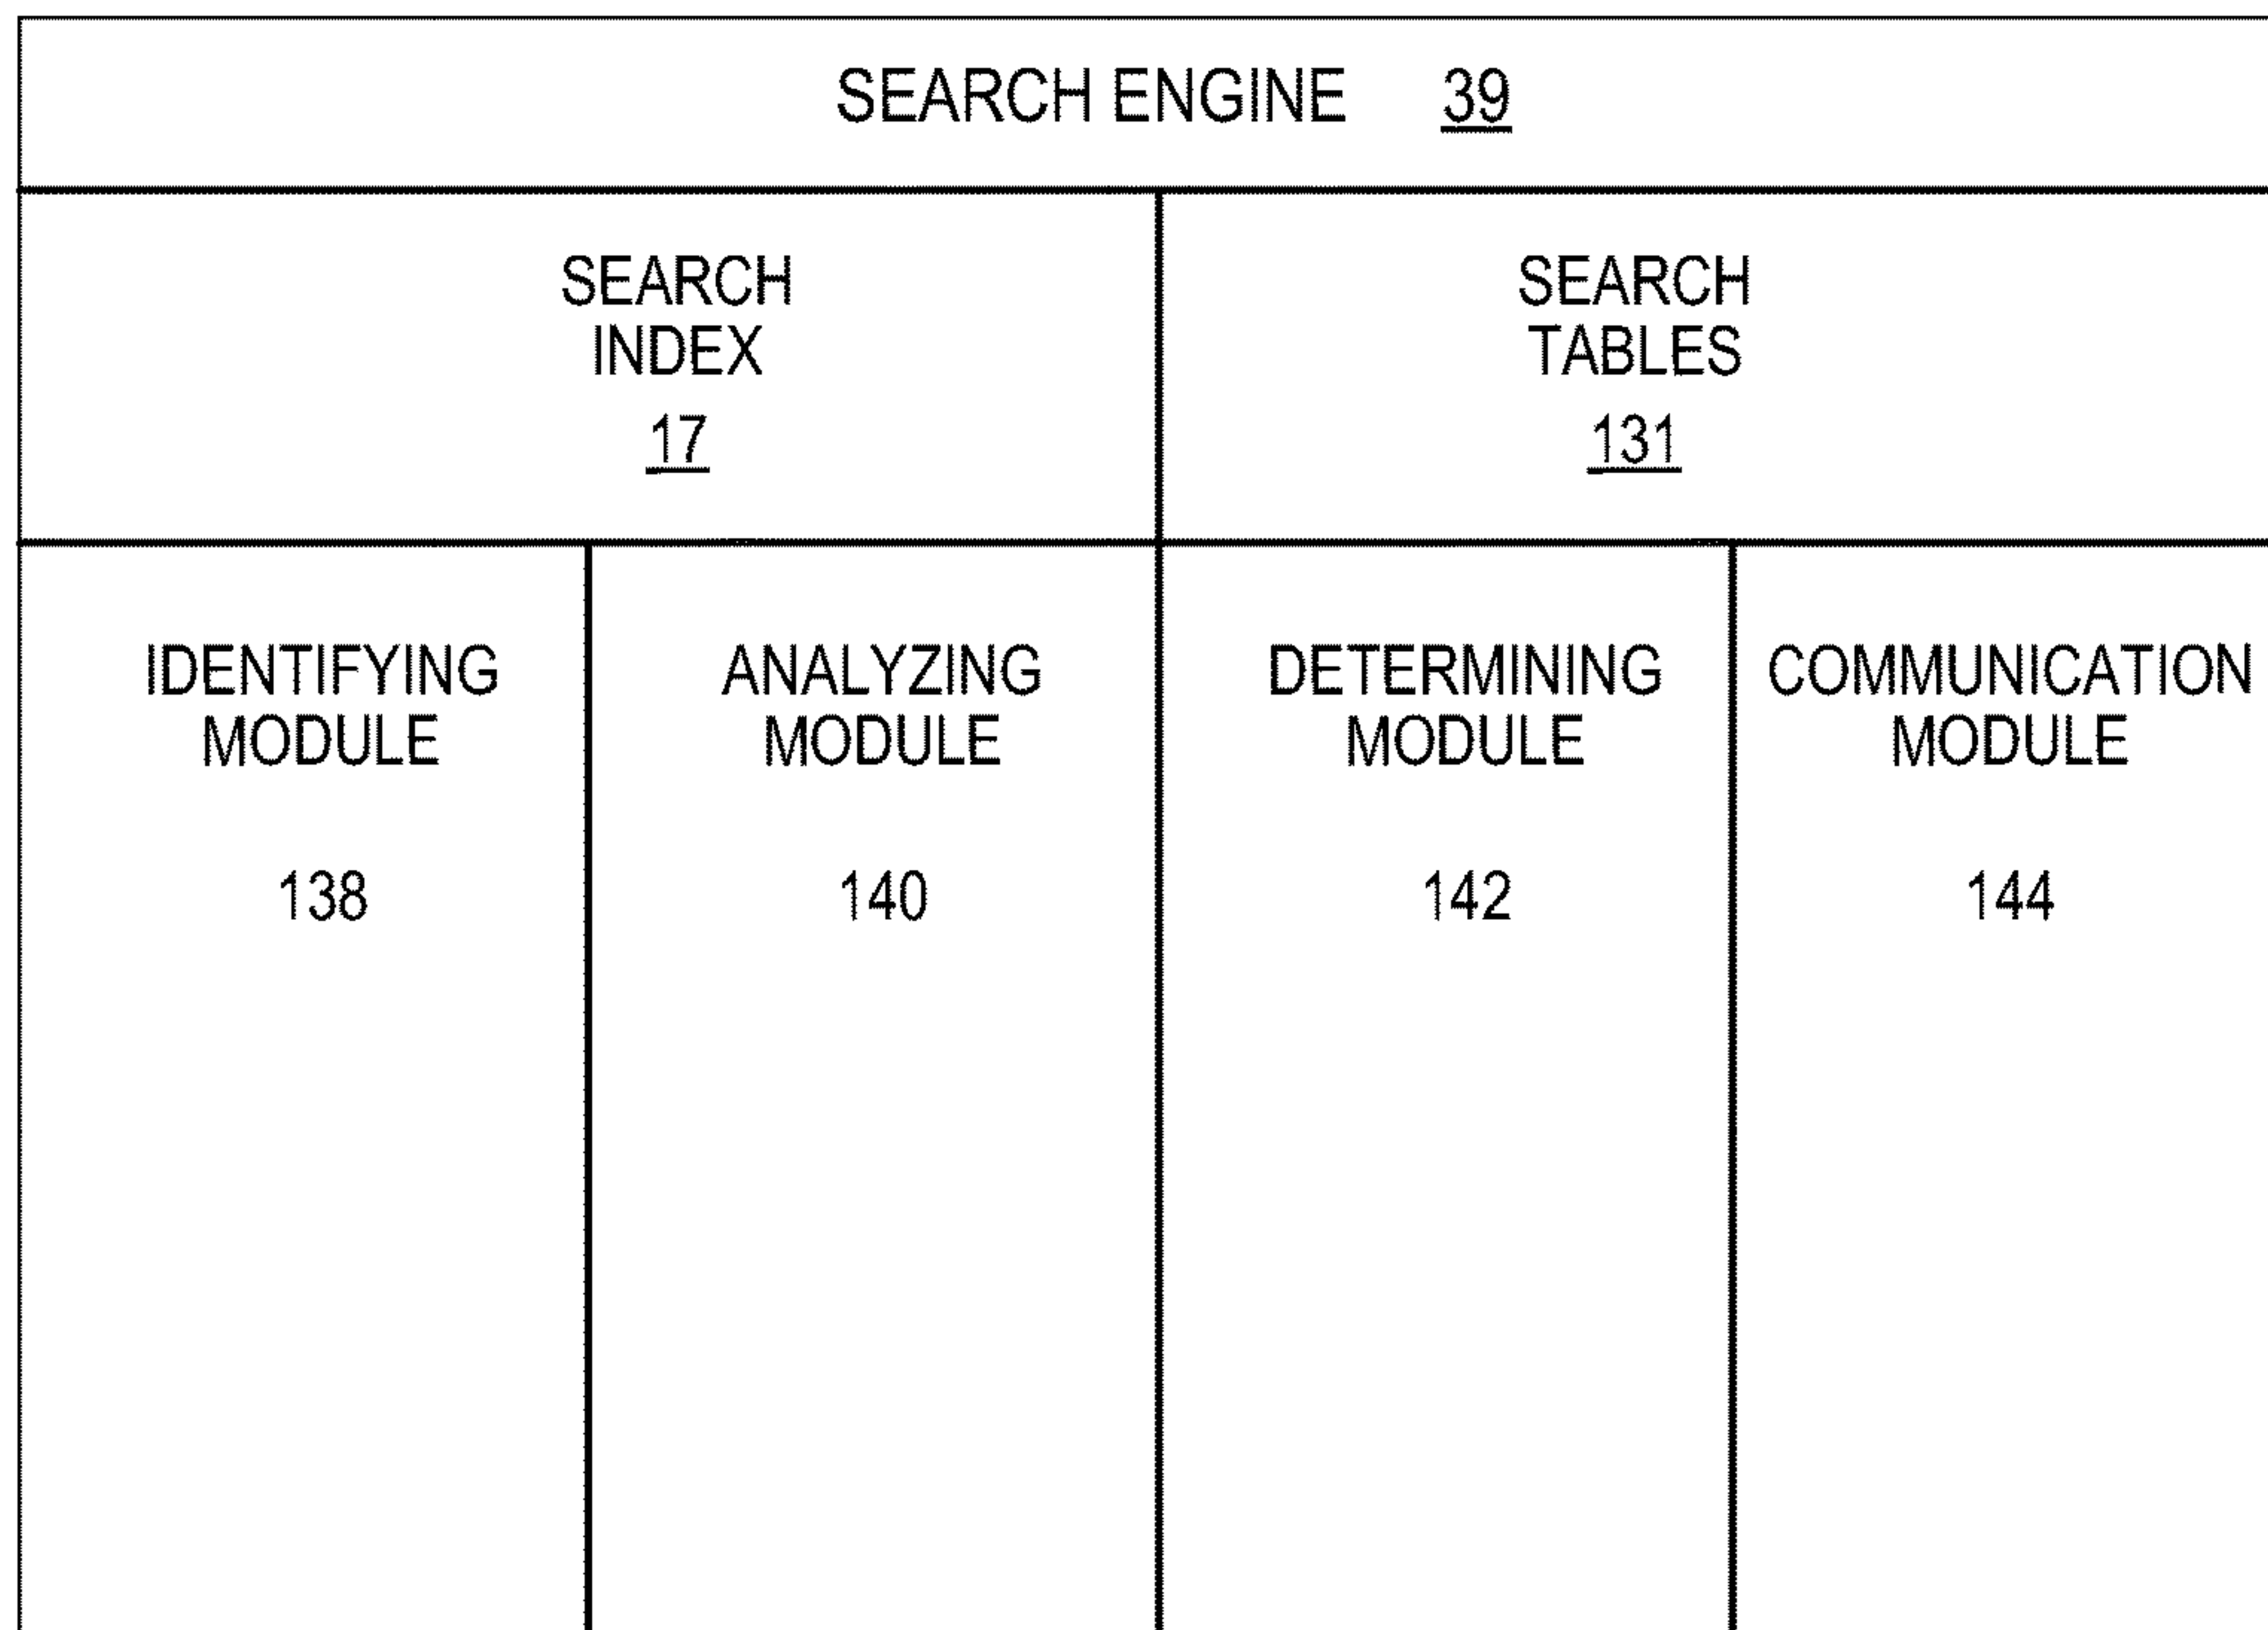 SEARCH ENGINE 39
SEARCH
INDEX
17
SEARCH
TABLES
131
IDENTIFYING
MODULE
138
ANALYZING
MODULE
140
DETERMINING
MODULE
142
COMMUNICATION
MODULE
144